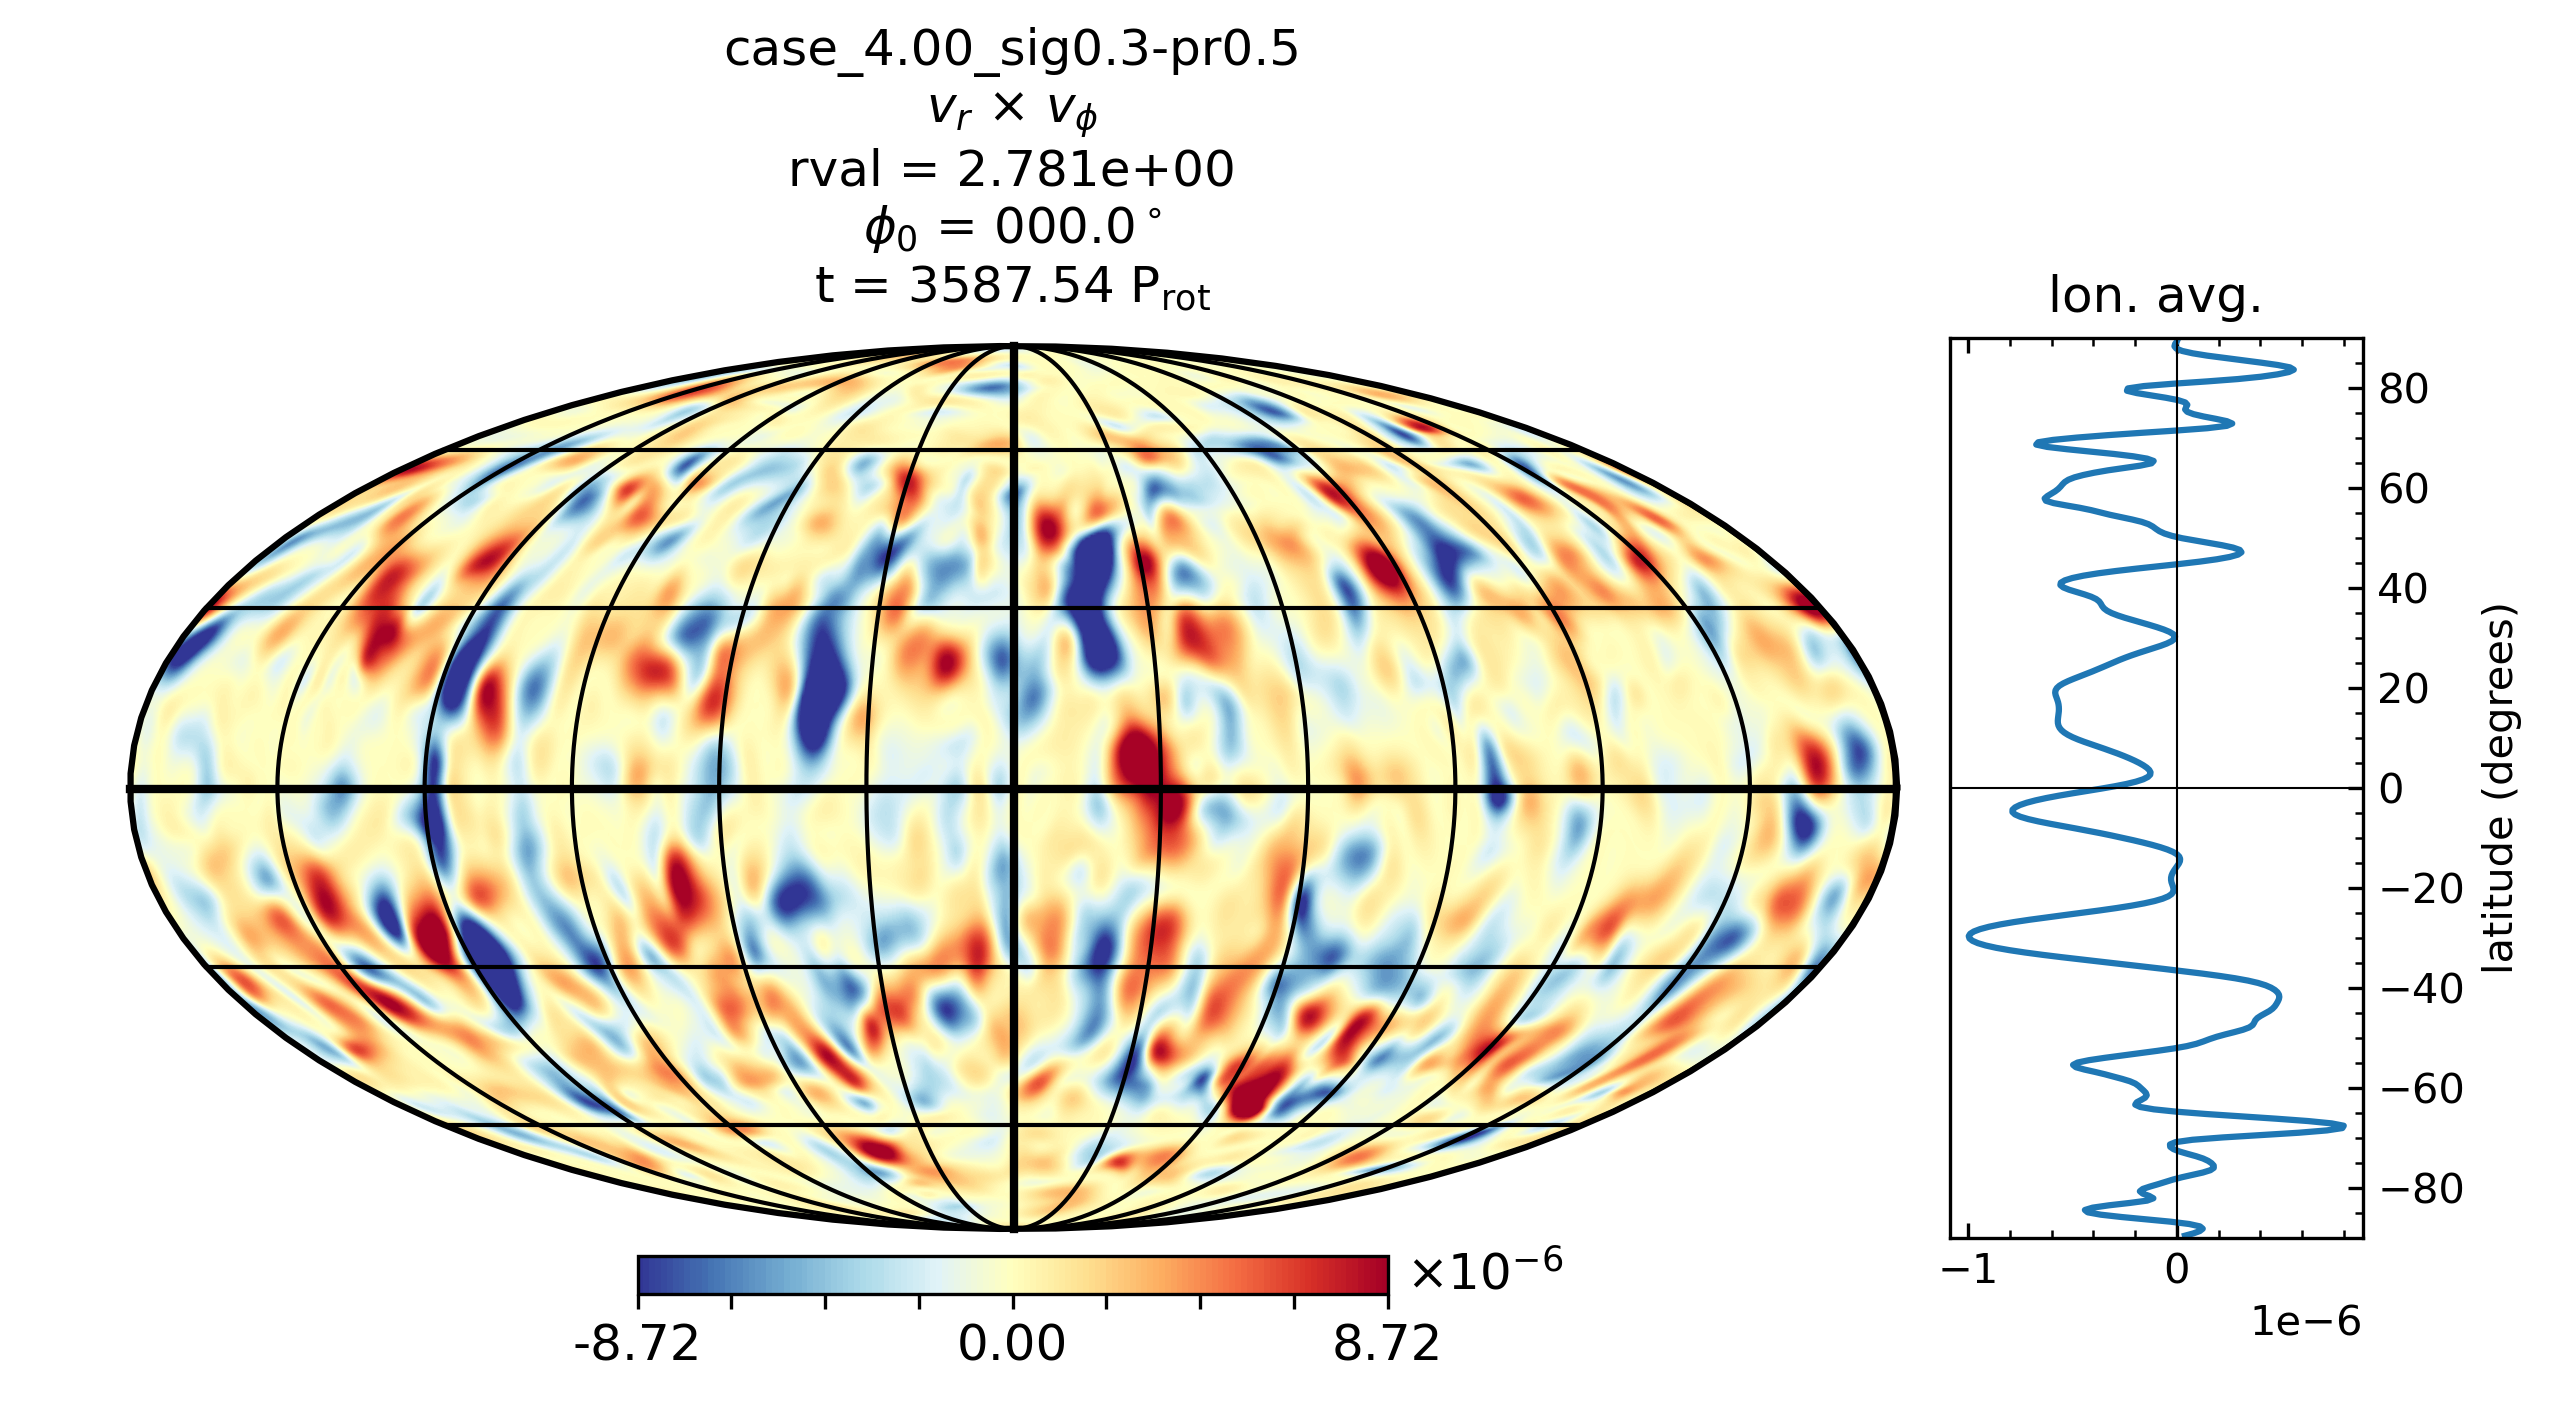 case_4.00_sig0.3-pr0.5
v_r × v_ϕ
rval = 2.781e+00
ϕ_0 = 000.0°
t = 3587.54 P_rot
lon. avg.
80
60
40
20
0
−20
−40
−60
−80
latitude (degrees)
−1
0
1e−6
×10⁻⁶
-8.72
0.00
8.72